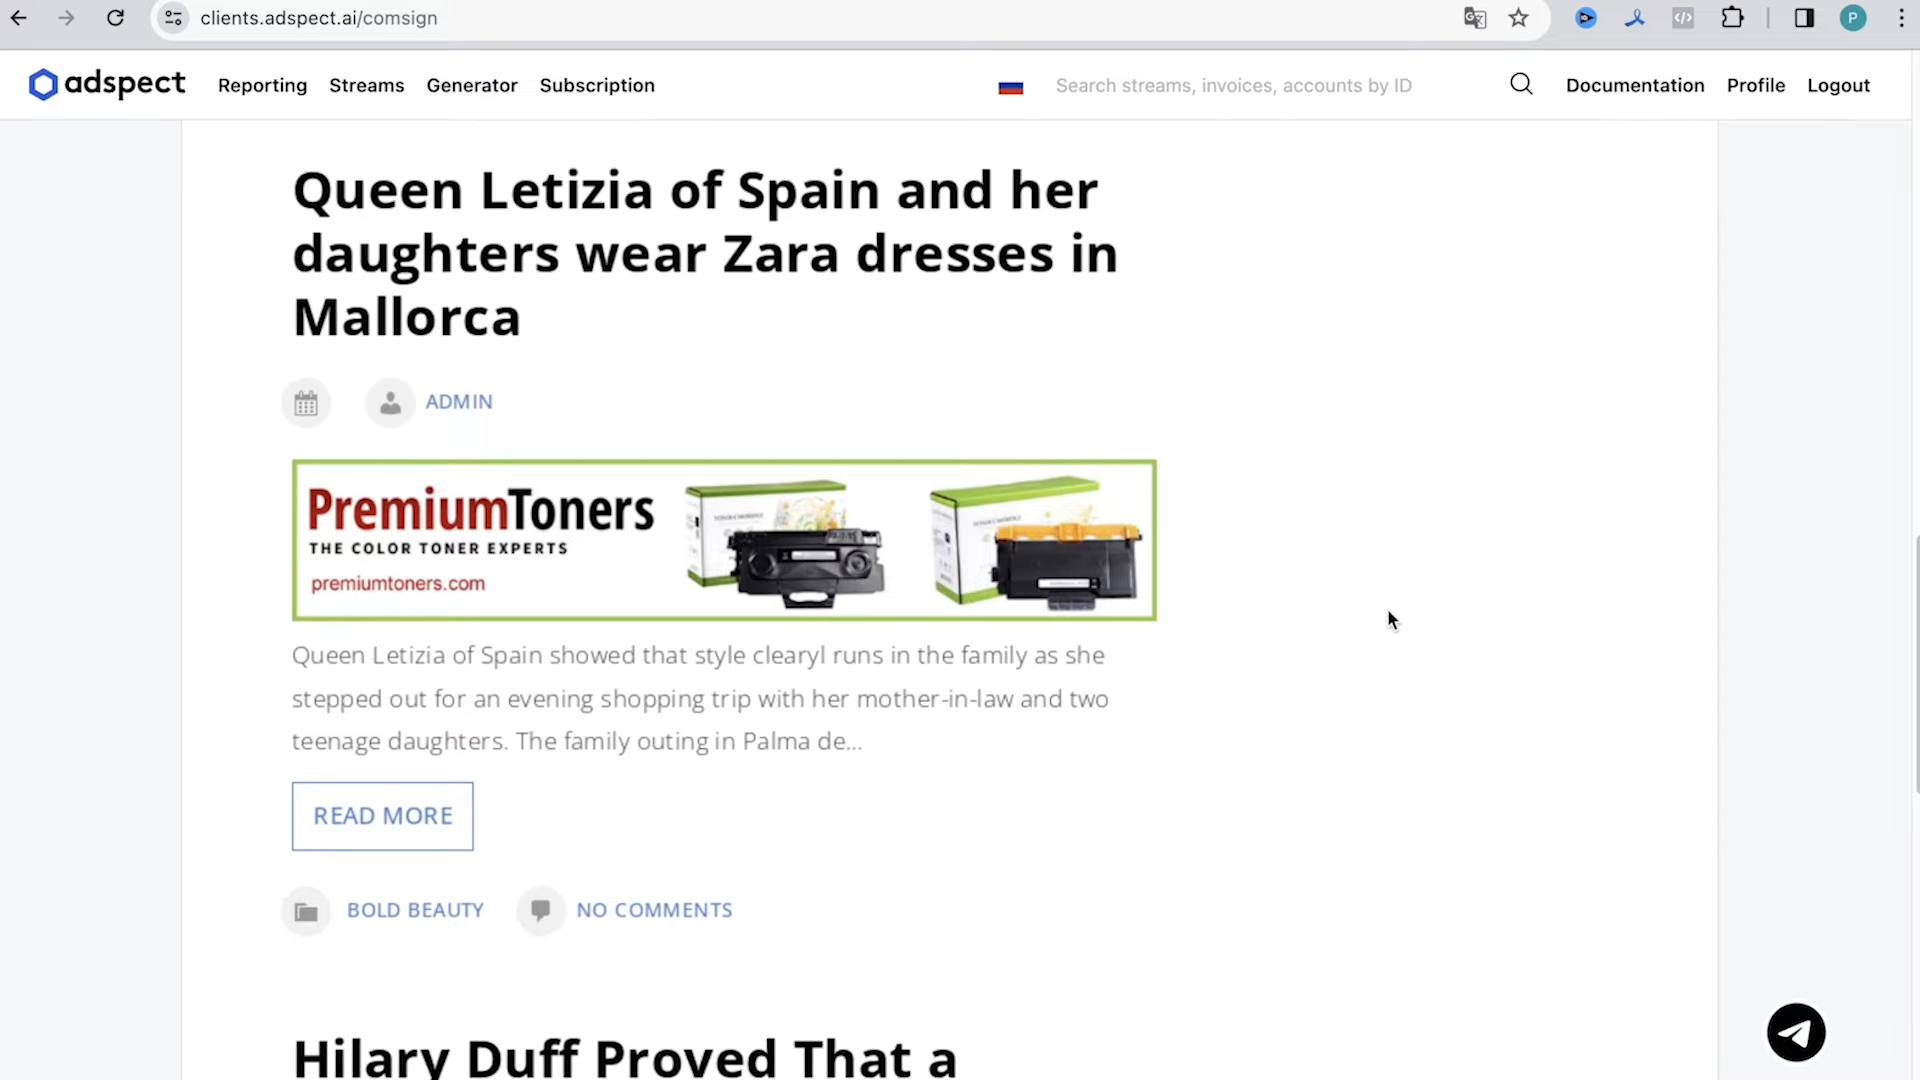 clients.adspect.ai/comsign
P
adspect Reporting Streams Generator Subscription Search streams, invoices, accounts by ID Documentation Profile Logout
Queen Letizia of Spain and her
daughters wear Zara dresses in
Mallorca
ADMIN
PremiumToners
THE COLOR TONER EXPERTS
premiumtoners.com
Queen Letizia of Spain showed that style clearyl runs in the family as she
stepped out for an evening shopping trip with her mother-in-law and two
teenage daughters. The family outing in Palma de...
READ MORE
BOLD BEAUTY NO COMMENTS
Hilary Duff Proved That a